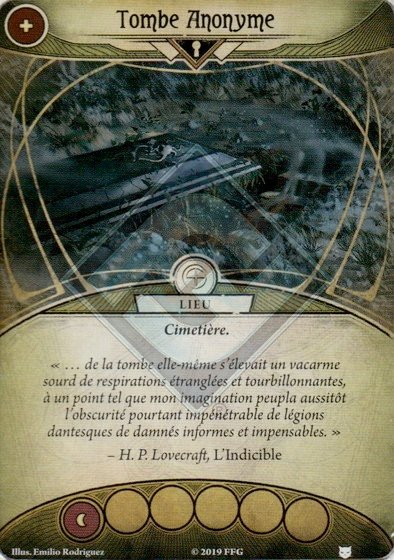 Tombe Anonyme
LIEU
Cimetière.
« … de la tombe elle-même s'élevait un vacarme
sourd de respirations étranglées et tourbillonnantes,
à un point tel que mon imagination peupla aussitôt
l'obscurité pourtant impénétrable de légions
dantesques de damnés informes et impensables. »
– H. P. Lovecraft, L'Indicible
Illus. Emilio Rodriguez
© 2019 FFG